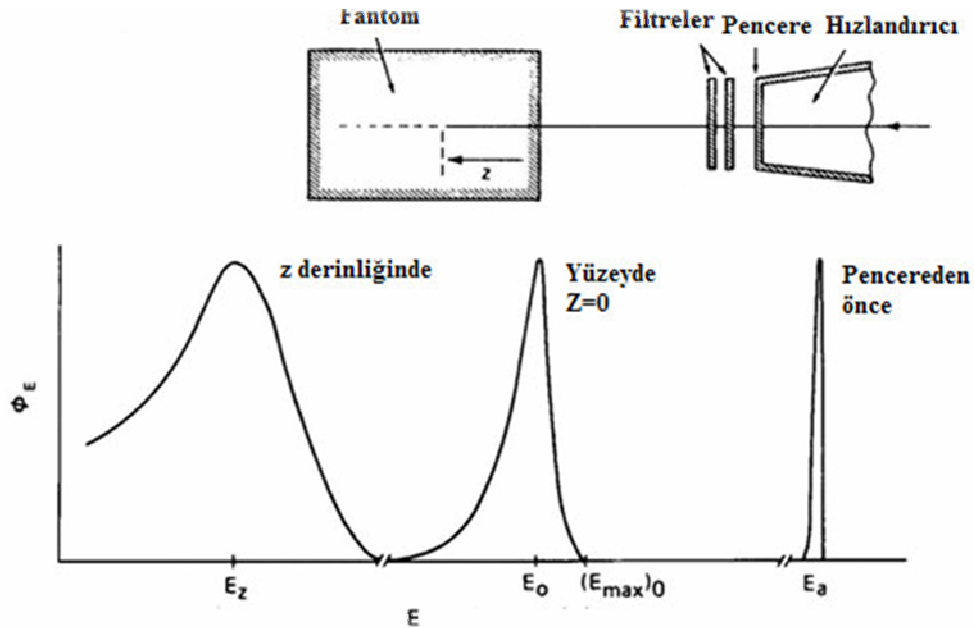 Fantom
Filtreler Pencere Hızlandırıcı
z
z derinliğinde
Yüzeyde
Z=0
Pencereden
önce
Φ_E
E_z
E_o
(E_max)_0
E_a
E